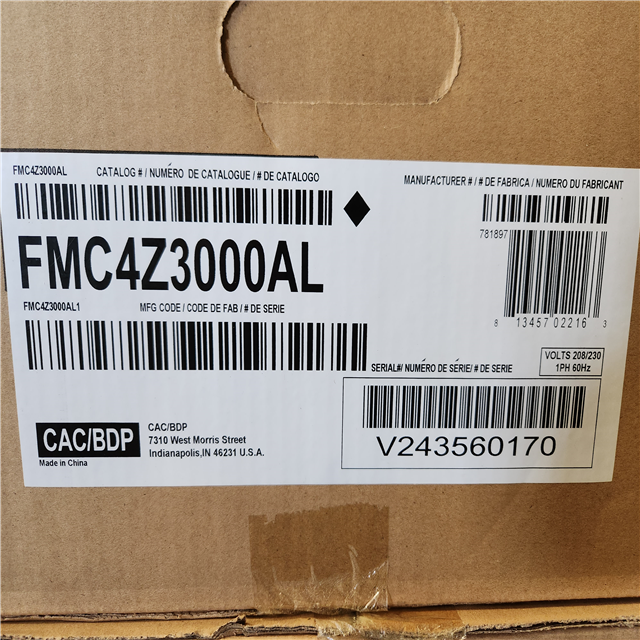 FMC4Z3000AL CATALOG # / NUMÉRO DE CATALOGUE / # DE CATALOGO
MANUFACTURER # / # DE FABRICA / NUMERO DU FABRICANT
FMC4Z3000AL
781897
8 13457 02216 3
FMC4Z3000AL1 MFG CODE / CODE DE FAB / # DE SERIE
VOLTS 208/230
1PH 60Hz
SERIAL#/ NUMÉRO DE SÉRIE/ # DE SERIE
V243560170
CAC/BDP
Made in China
CAC/BDP
7310 West Morris Street
Indianapolis,IN 46231 U.S.A.